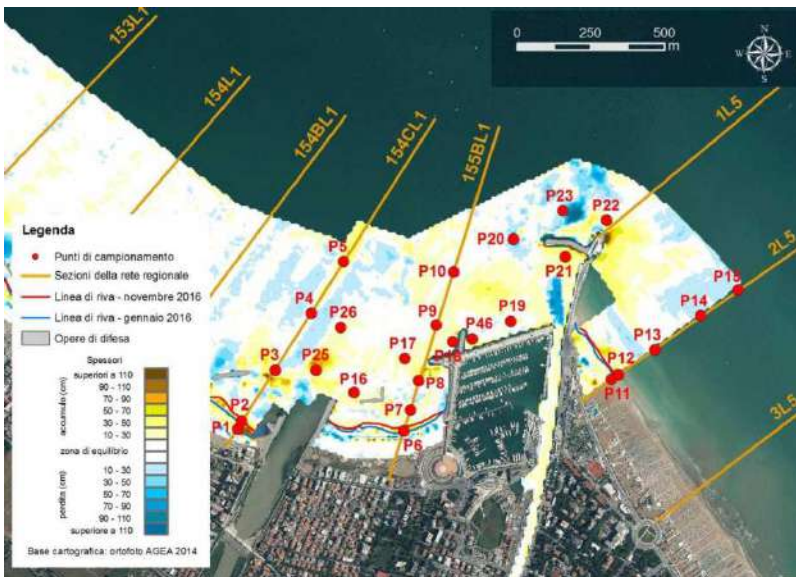 153L1
154L1
154BL1
154CL1
155BL1
1L5
2L5
3L5
0 250 500
m
N
W E
S
P23
P22
P20
P21
P5
P10
P15
P4
P26
P9
P19
P14
P46
P18
P17
P13
P3
P25
P8
P12
P16
P11
P2
P7
P1
P6
Legenda
Punti di campionamento
Sezioni della rete regionale
Linea di riva - novembre 2016
Linea di riva - gennaio 2016
Opere di difesa
Spessori
accumulo (cm)
superiori a 110
90 - 110
70 - 90
50 - 70
30 - 50
10 - 30
zona di equilibrio
perdita (cm)
10 - 30
30 - 50
50 - 70
70 - 90
90 - 110
superiore a 110
Base cartografica: ortofoto AGEA 2014